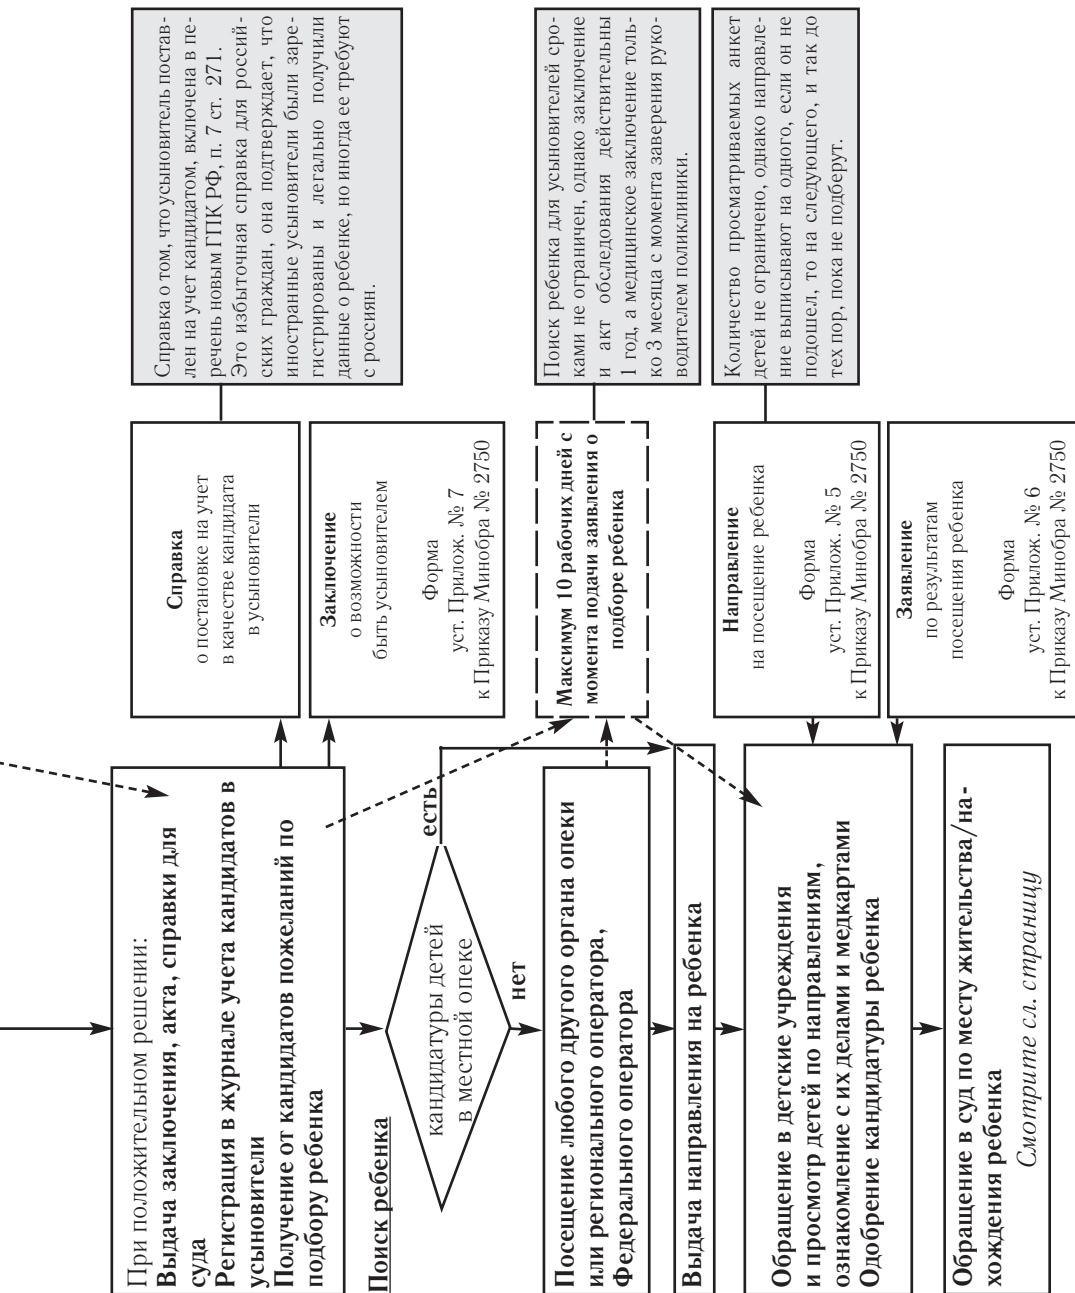 При положительном решении:
Выдача заключения, акта, справки для
суда
Регистрация в журнале учета кандидатов в
усыновители
Получение от кандидатов пожеланий по
подбору ребенка
Справка
о постановке на учет
в качестве кандидата
в усыновители
Справка о том, что усыновитель постав-
лен на учет кандидатом, включена в пе-
речень новым ГПК РФ, п. 7 ст. 271.
Это избыточная справка для россий-
ских граждан, она подтверждает, что
иностранные усыновители были заре-
гистрированы и легально получили
данные о ребенке, но иногда ее требуют
с россиян.
Заключение
о возможности
быть усыновителем
Форма
уст. Прилож. № 7
к Приказу Минобра № 2750
Поиск ребенка
кандидатуры детей
в местной опеке
есть
нет
Максимум 10 рабочих дней с
момента подачи заявления о
подборе ребенка
Поиск ребенка для усыновителей сро-
ками не ограничен, однако заключение
и акт обследования действительны
1 год, а медицинское заключение толь-
ко 3 месяца с момента заверения руко-
водителем поликлиники.
Посещение любого другого органа опеки
или регионального оператора,
Федерального оператора
Выдача направления на ребенка
Направление
на посещение ребенка
Форма
уст. Прилож. № 5
к Приказу Минобра № 2750
Количество просматриваемых анкет
детей не ограничено, однако направле-
ние выписывают на одного, если он не
подошел, то на следующего, и так до
тех пор, пока не подберут.
Обращение в детские учреждения
и просмотр детей по направлениям,
ознакомление с их делами и медкартами
Одобрение кандидатуры ребенка
Заявление
по результатам
посещения ребенка
Форма
уст. Прилож. № 6
к Приказу Минобра № 2750
Обращение в суд по месту жительства/на-
хождения ребенка
Смотрите сл. страницу